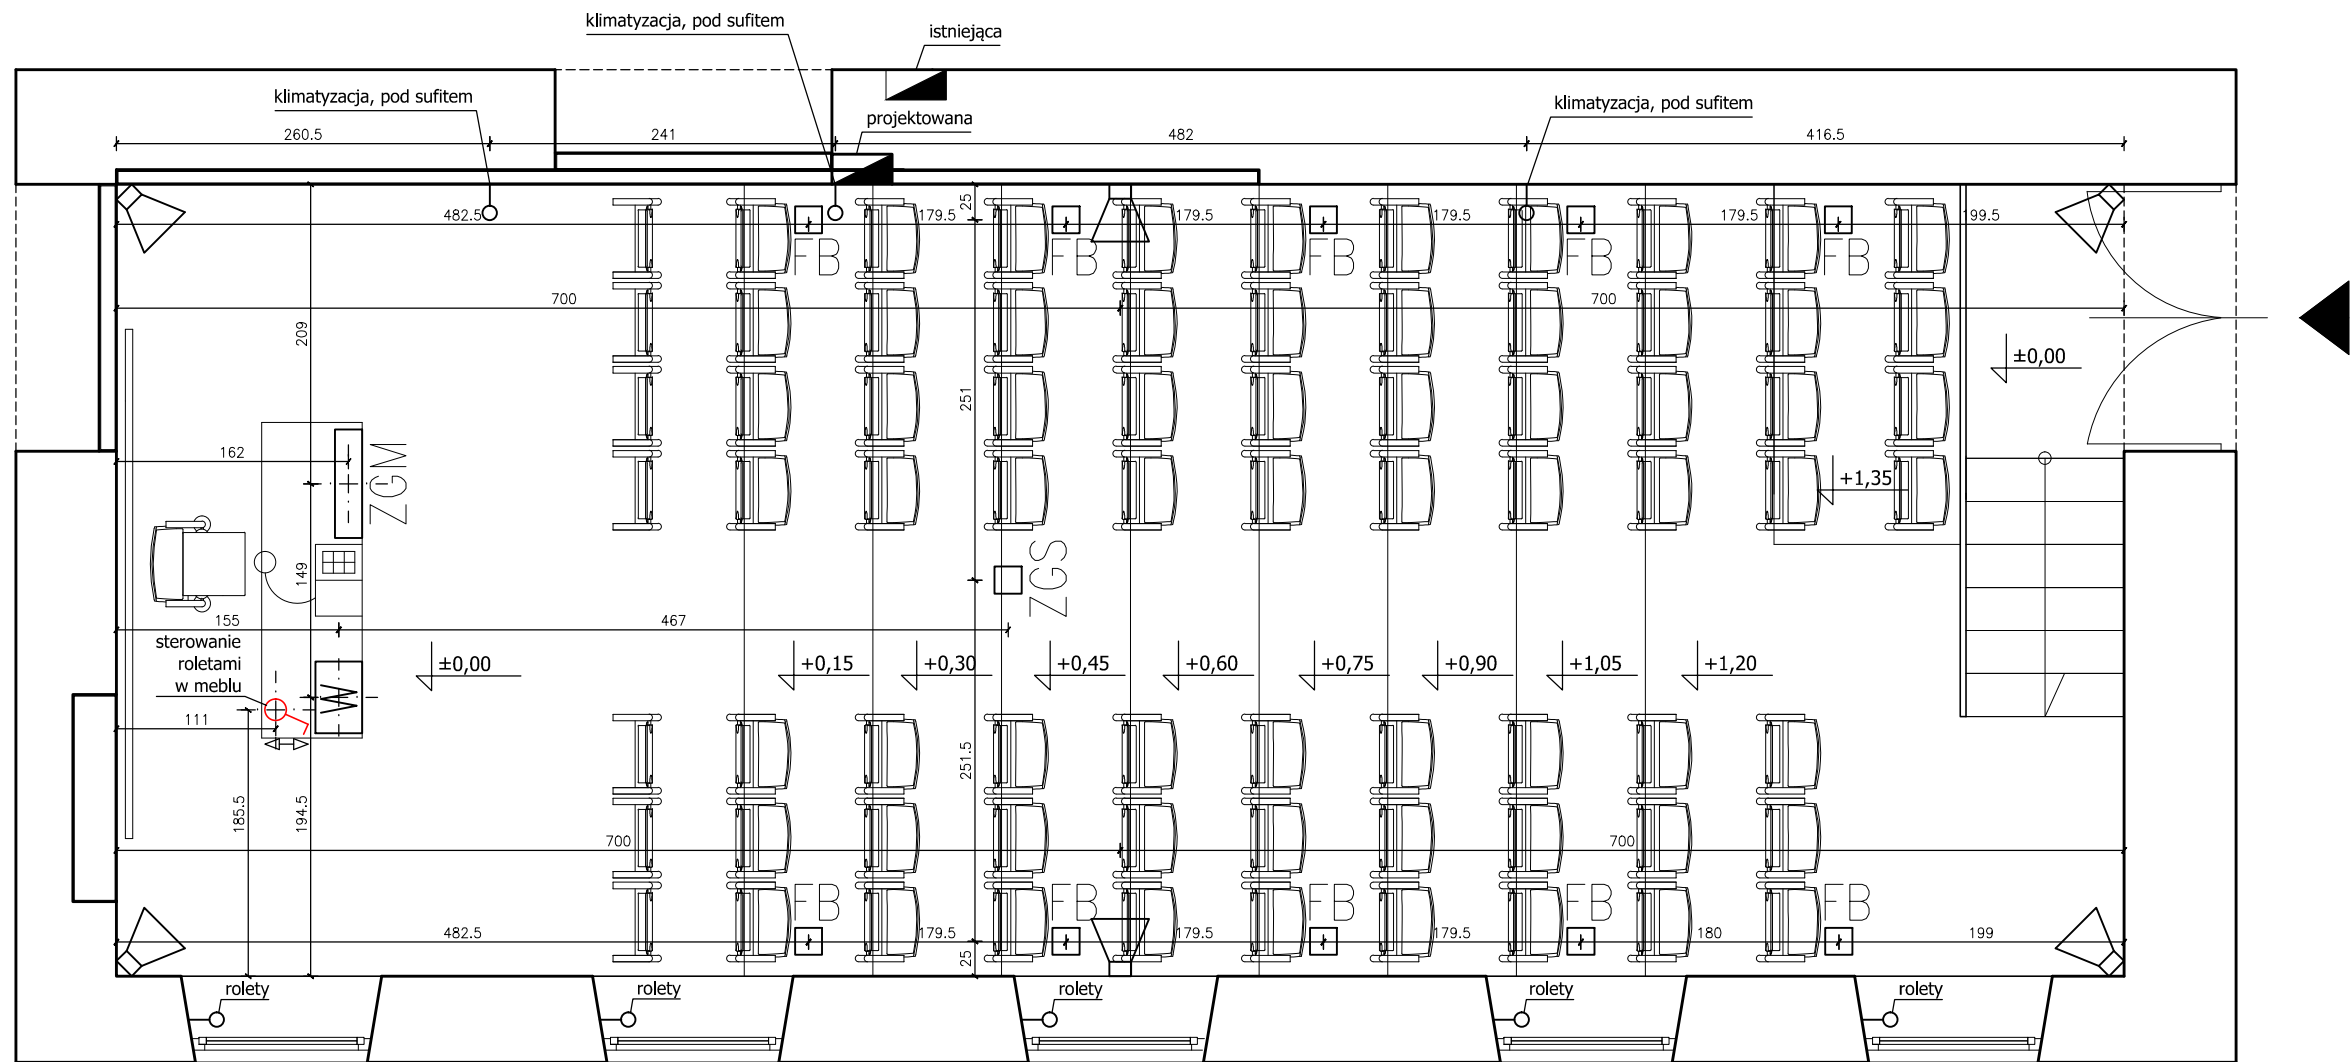 klimatyzacja, pod sufitem
istniejąca
klimatyzacja, pod sufitem
projektowana
klimatyzacja, pod sufitem
260.5
241
482
416.5
482.5
179.5
25
179.5
179.5
179.5
199.5
FB
FB
FB
FB
FB
700
700
209
251
±0,00
162
ZGM
+1,35
149
ZGS
155
467
sterowanie
roletami
w meblu
±0,00
+0,15
+0,30
+0,45
+0,60
+0,75
+0,90
+1,05
+1,20
W
111
185.5
194.5
251.5
700
700
FB
FB
FB
FB
FB
482.5
179.5
25
179.5
179.5
180
199
rolety
rolety
rolety
rolety
rolety